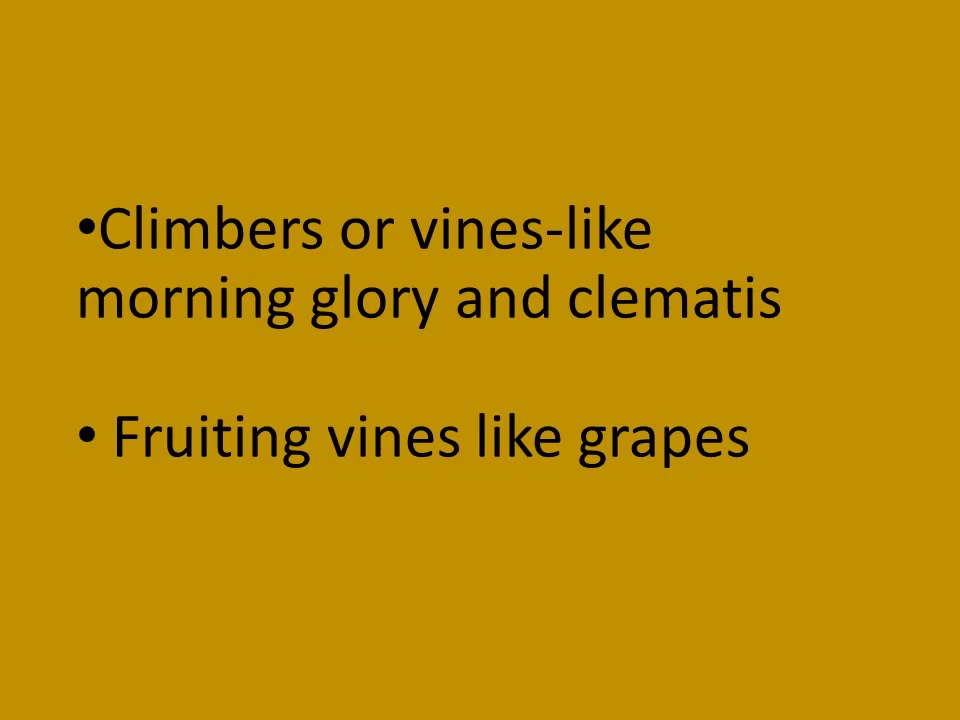 •Climbers or vines-like
morning glory and clematis
• Fruiting vines like grapes